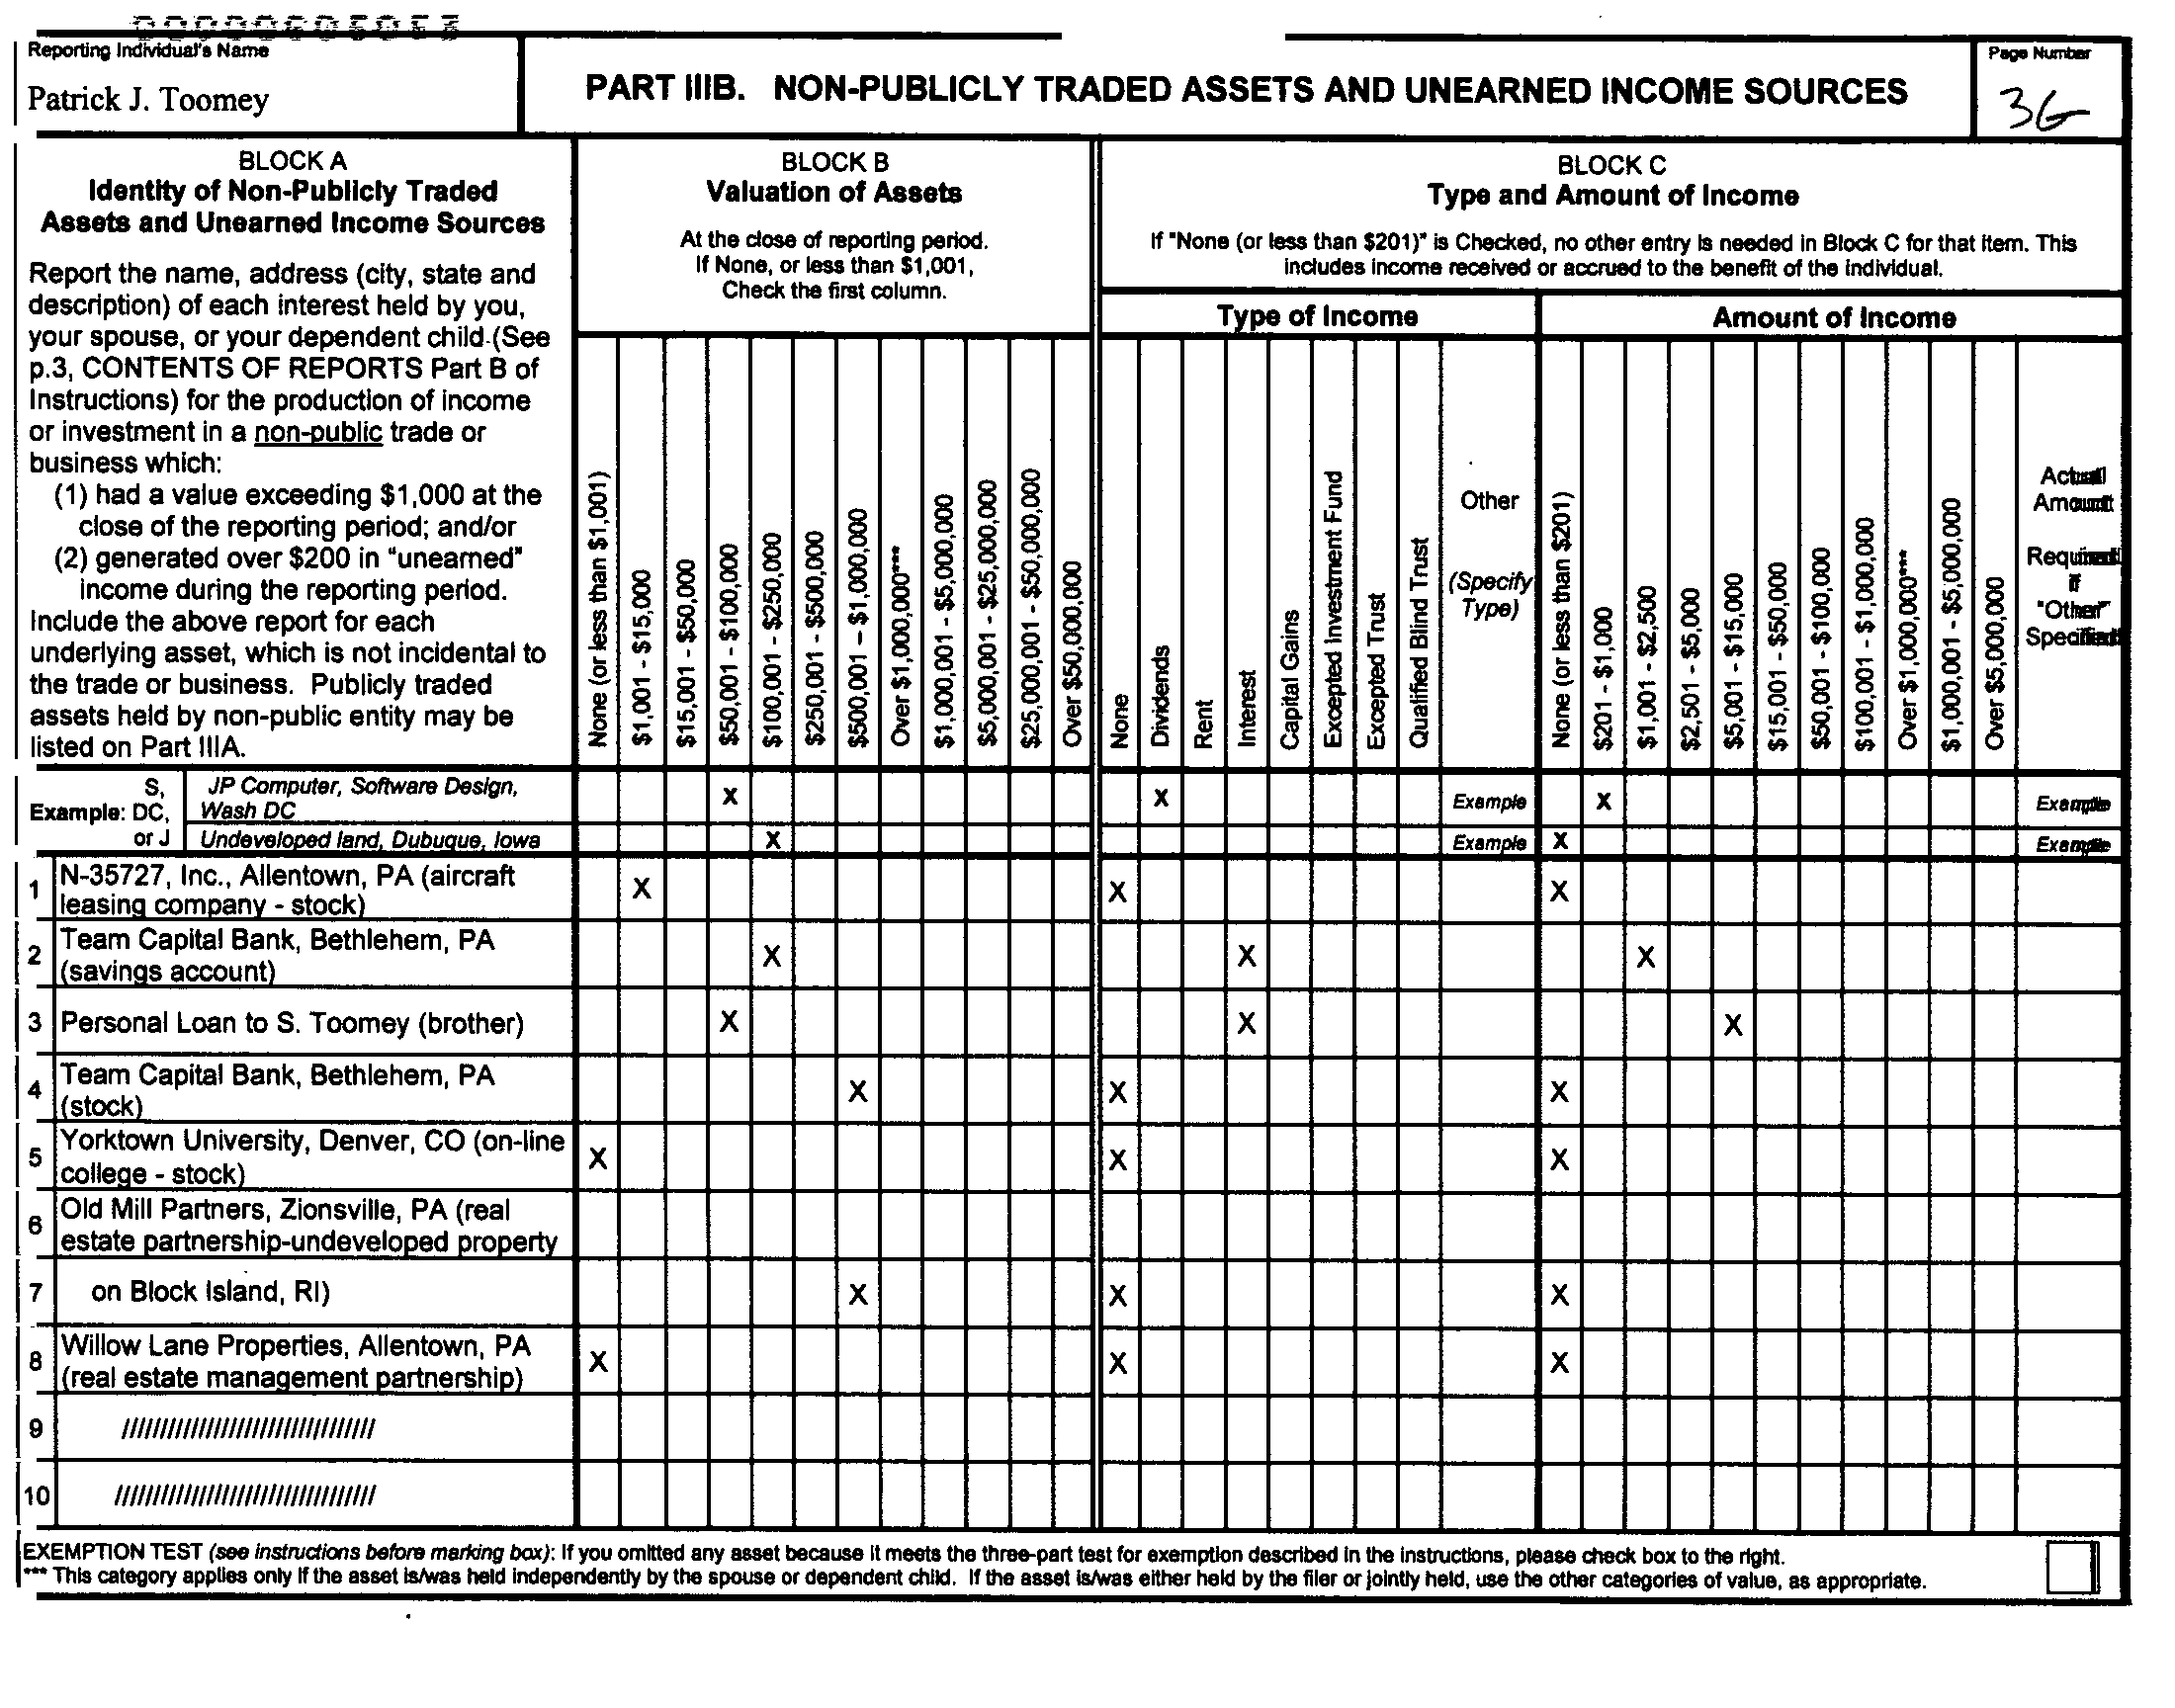 Reporting Individual's Name
Patrick J. Toomey
PART IIIB. NON-PUBLICLY TRADED ASSETS AND UNEARNED INCOME SOURCES
Page Number
BLOCK A
Identity of Non-Publicly Traded
Assets and Unearned Income Sources
Report the name, address (city, state and
description) of each interest held by you,
your spouse, or your dependent child (See
p.3, CONTENTS OF REPORTS Part B of
Instructions) for the production of income
or investment in a non-public trade or
business which:
(1) had a value exceeding $1,000 at the
close of the reporting period; and/or
(2) generated over $200 in "unearned"
income during the reporting period.
Include the above report for each
underlying asset, which is not incidental to
the trade or business. Publicly traded
assets held by non-public entity may be
listed on Part IIIA.
BLOCK B
Valuation of Assets
At the close of reporting period.
If None, or less than $1,001,
Check the first column.
None (or less than $1,001)
$1,001 - $15,000
$15,001 - $50,000
$50,001 - $100,000
$100,001 - $250,000
$250,001 - $500,000
$500,001 – $1,000,000
Over $1,000,000***
$1,000,001 - $5,000,000
$5,000,001 - $25,000,000
$25,000,001 - $50,000,000
Over $50,000,000
BLOCK C
Type and Amount of Income
If "None (or less than $201)" is Checked, no other entry is needed in Block C for that item. This
includes income received or accrued to the benefit of the individual.
Type of Income
None
Dividends
Rent
Interest
Capital Gains
Excepted Investment Fund
Excepted Trust
Qualified Blind Trust
Other
(Specify
Type)
Amount of Income
None (or less than $201)
$201 - $1,000
$1,001 - $2,500
$2,501 - $5,000
$5,001 - $15,000
$15,001 - $50,000
$50,001 - $100,000
$100,001 - $1,000,000
Over $1,000,000***
$1,000,001 - $5,000,000
Over $5,000,000
Actual
Amount
Required
if
"Other"
Specified
S,
Example: DC,
or J
JP Computer, Software Design, X X Example X Example
Wash DC
Undeveloped land, Dubuque, Iowa X Example X Example
1 N-35727, Inc., Allentown, PA (aircraft X X X
leasing company - stock)
2 Team Capital Bank, Bethlehem, PA X X X
(savings account)
3 Personal Loan to S. Toomey (brother) X X X
4 Team Capital Bank, Bethlehem, PA X X X
(stock)
5 Yorktown University, Denver, CO (on-line X X X
college - stock)
6 Old Mill Partners, Zionsville, PA (real
estate partnership-undeveloped property
7 on Block Island, RI) X X X
8 Willow Lane Properties, Allentown, PA X X X
(real estate management partnership)
9 /////////////////////////////////
10 /////////////////////////////////
EXEMPTION TEST (see instructions before marking box): If you omitted any asset because it meets the three-part test for exemption described in the instructions, please check box to the right.
*** This category applies only if the asset is/was held independently by the spouse or dependent child. If the asset is/was either held by the filer or jointly held, use the other categories of value, as appropriate.